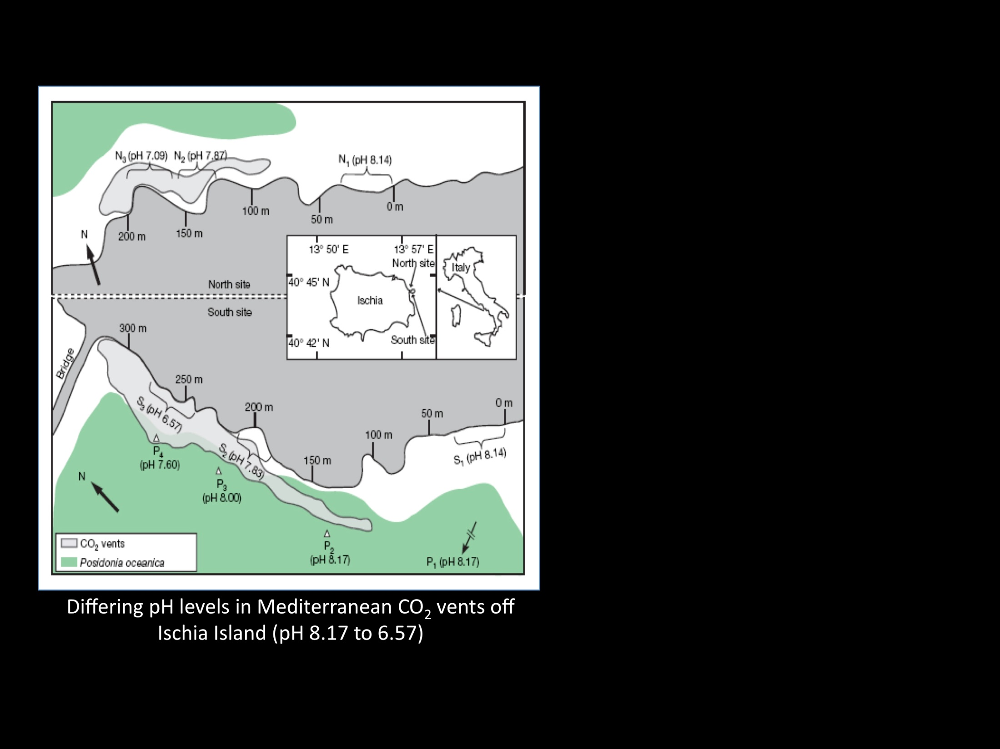 N₃ (pH 7.09) N₂ (pH 7.87)
N₁ (pH 8.14)
0 m
50 m
100 m
150 m
200 m
N
North site
South site
13° 50' E
13° 57' E
North site
40° 45' N
Ischia
South site
40° 42' N
Italy
300 m
250 m
200 m
150 m
100 m
50 m
0 m
Bridge
S₃ (pH 6.57)
S₂ (pH 7.83)
S₁ (pH 8.14)
P₄
(pH 7.60)
P₃
(pH 8.00)
P₂
(pH 8.17)
P₁ (pH 8.17)
N
CO₂ vents
Posidonia oceanica
Differing pH levels in Mediterranean CO₂ vents off
Ischia Island (pH 8.17 to 6.57)